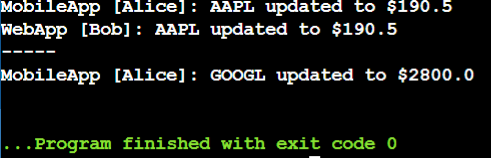 MobileApp [Alice]: AAPL updated to $190.5
WebApp [Bob]: AAPL updated to $190.5
-----
MobileApp [Alice]: GOOGL updated to $2800.0
...Program finished with exit code 0